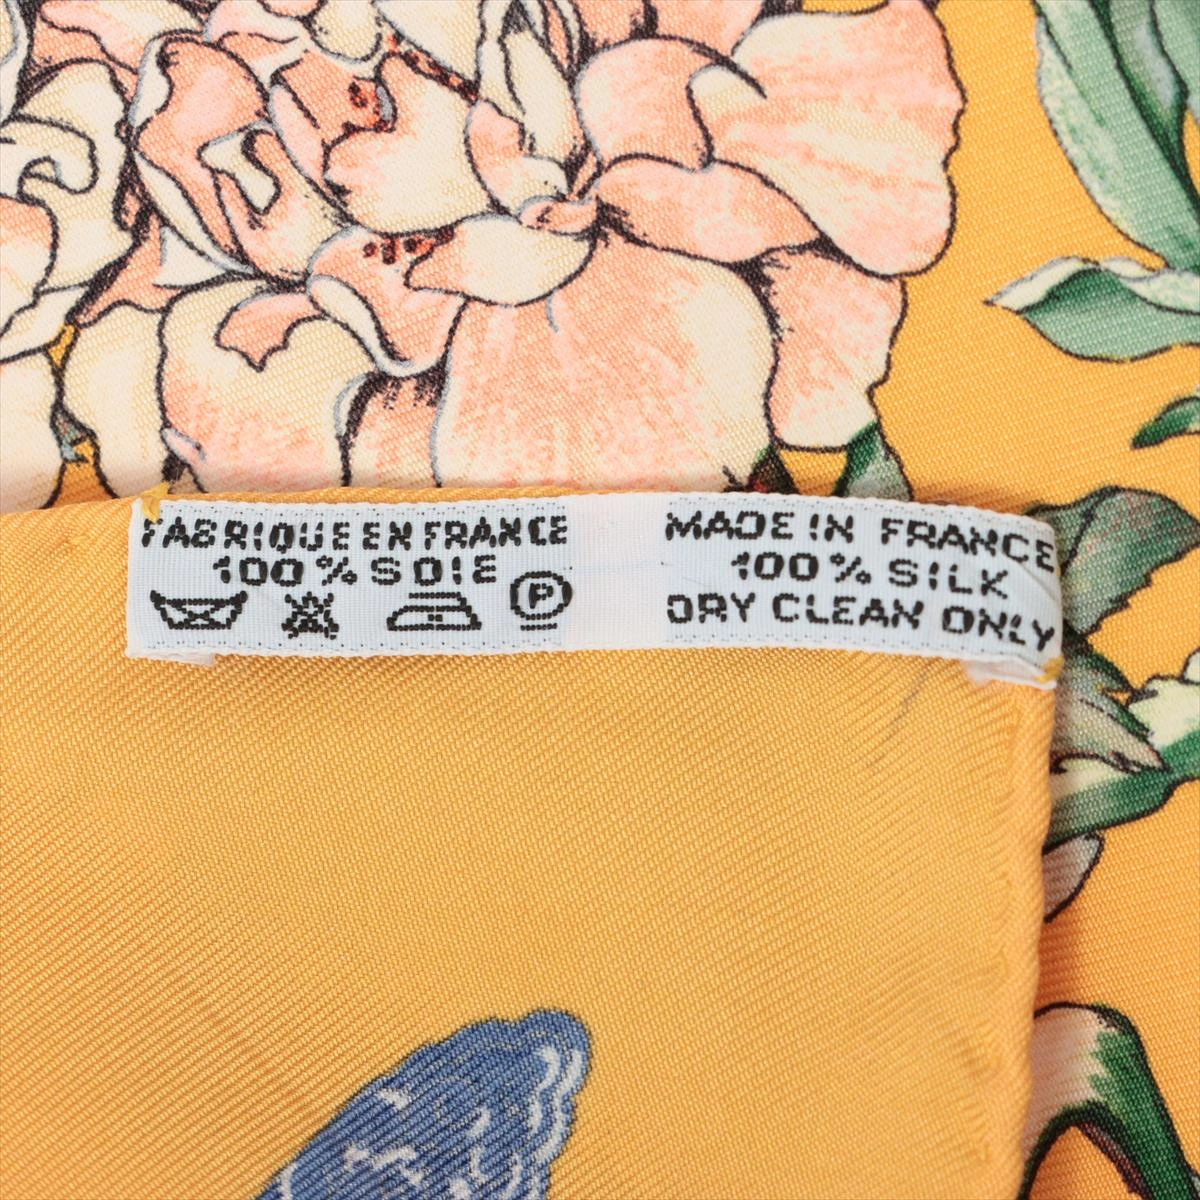 FABRIQUE EN FRANCE
100% SOIE
P
MADE IN FRANCE
100% SILK
DRY CLEAN ONLY